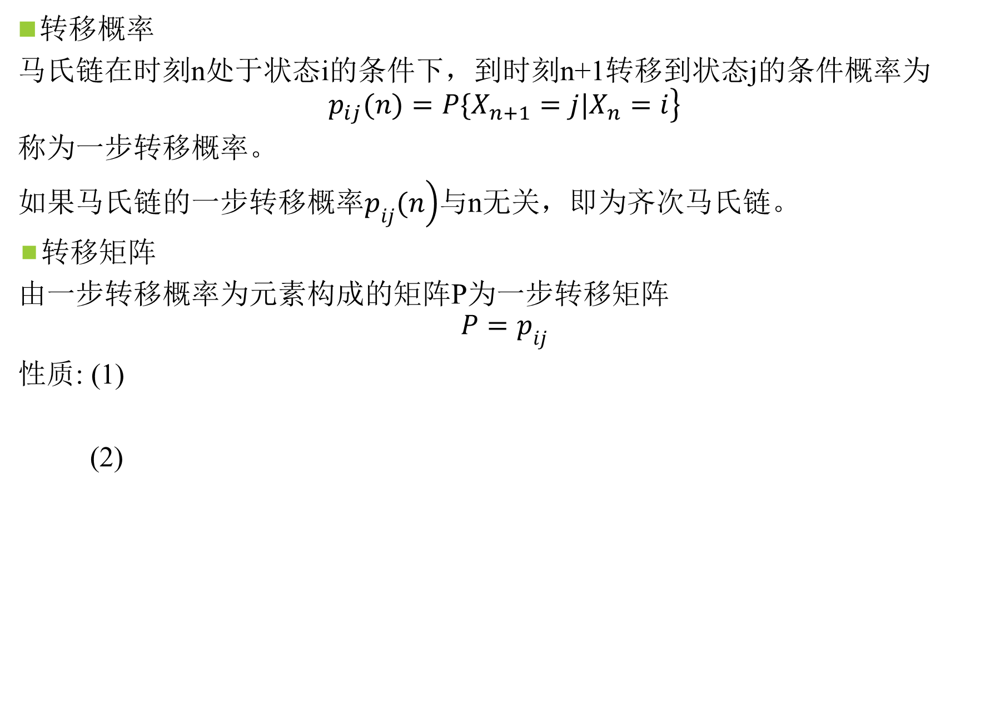 转移概率
马氏链在时刻n处于状态i的条件下，到时刻n+1转移到状态j的条件概率为
p_{ij}(n) = P{X_{n+1} = j|X_n = i}
称为一步转移概率。
如果马氏链的一步转移概率p_{ij}(n)与n无关，即为齐次马氏链。
转移矩阵
由一步转移概率为元素构成的矩阵P为一步转移矩阵
P = p_{ij}
性质: (1)
(2)